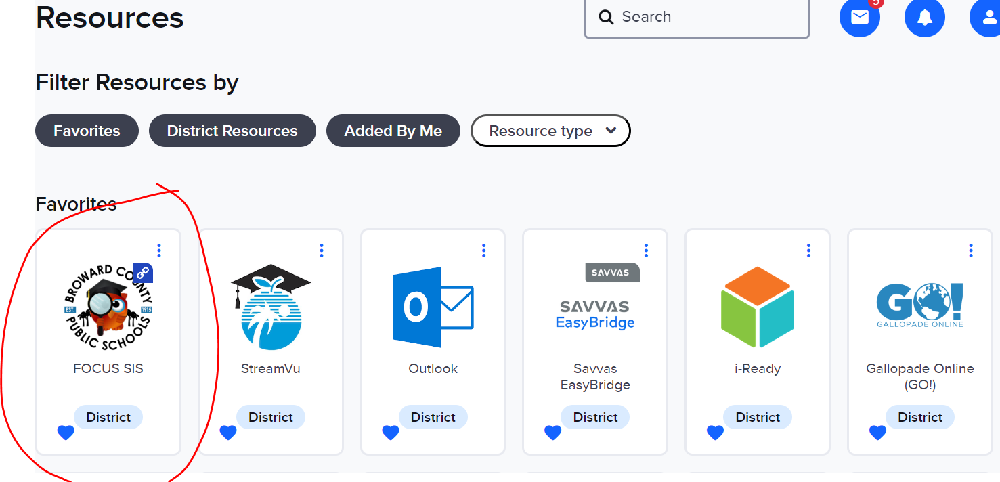 Resources
Search
9
Filter Resources by
Favorites
District Resources
Added By Me
Resource type
Favorites
BROWARD COUNTY
EST.
1915
PUBLIC SCHOOLS
FOCUS SIS
District
StreamVu
District
O
Outlook
District
SAVVAS
SAVVAS
EasyBridge
Savvas
EasyBridge
District
i-Ready
District
GO!
GALLOPADE ONLINE
Gallopade Online
(GO!)
District